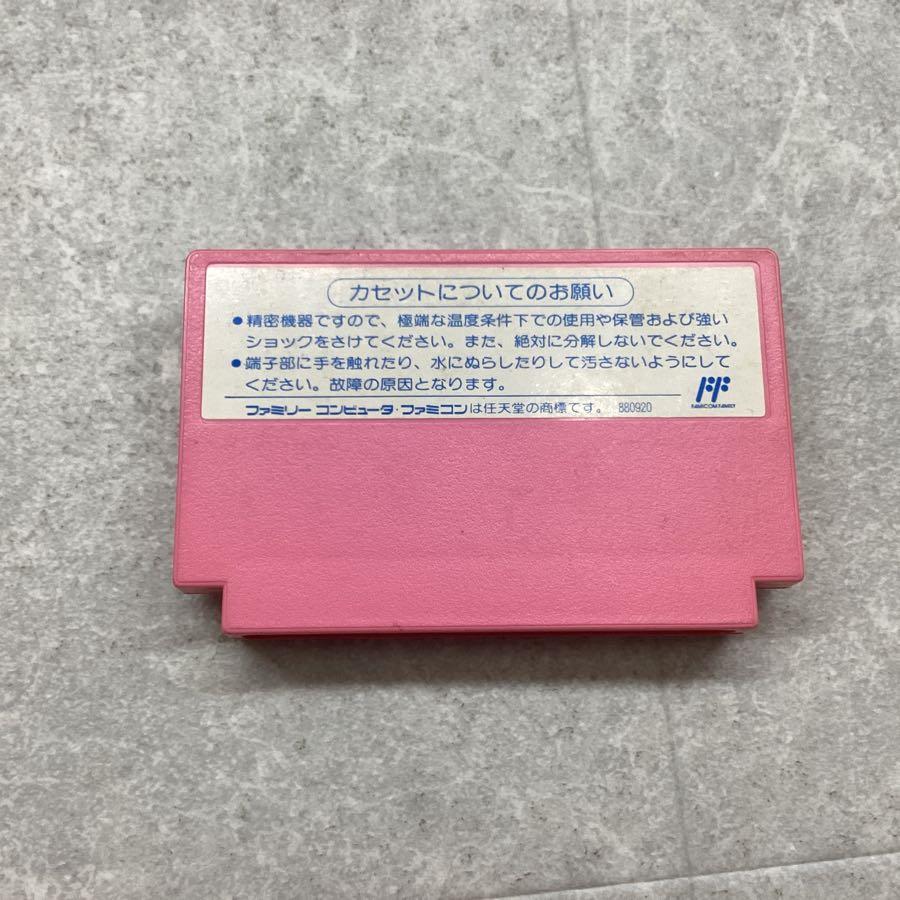 カセットについてのお願い
●精密機器ですので、極端な温度条件下での使用や保管および強い
ショックをさけてください。また、絶対に分解しないでください。
●端子部に手を触れたり、水にぬらしたりして汚さないようにして
ください。故障の原因となります。
FF
FAMICOM FAMILY
ファミリー コンピュータ・ファミコンは任天堂の商標です。 880920